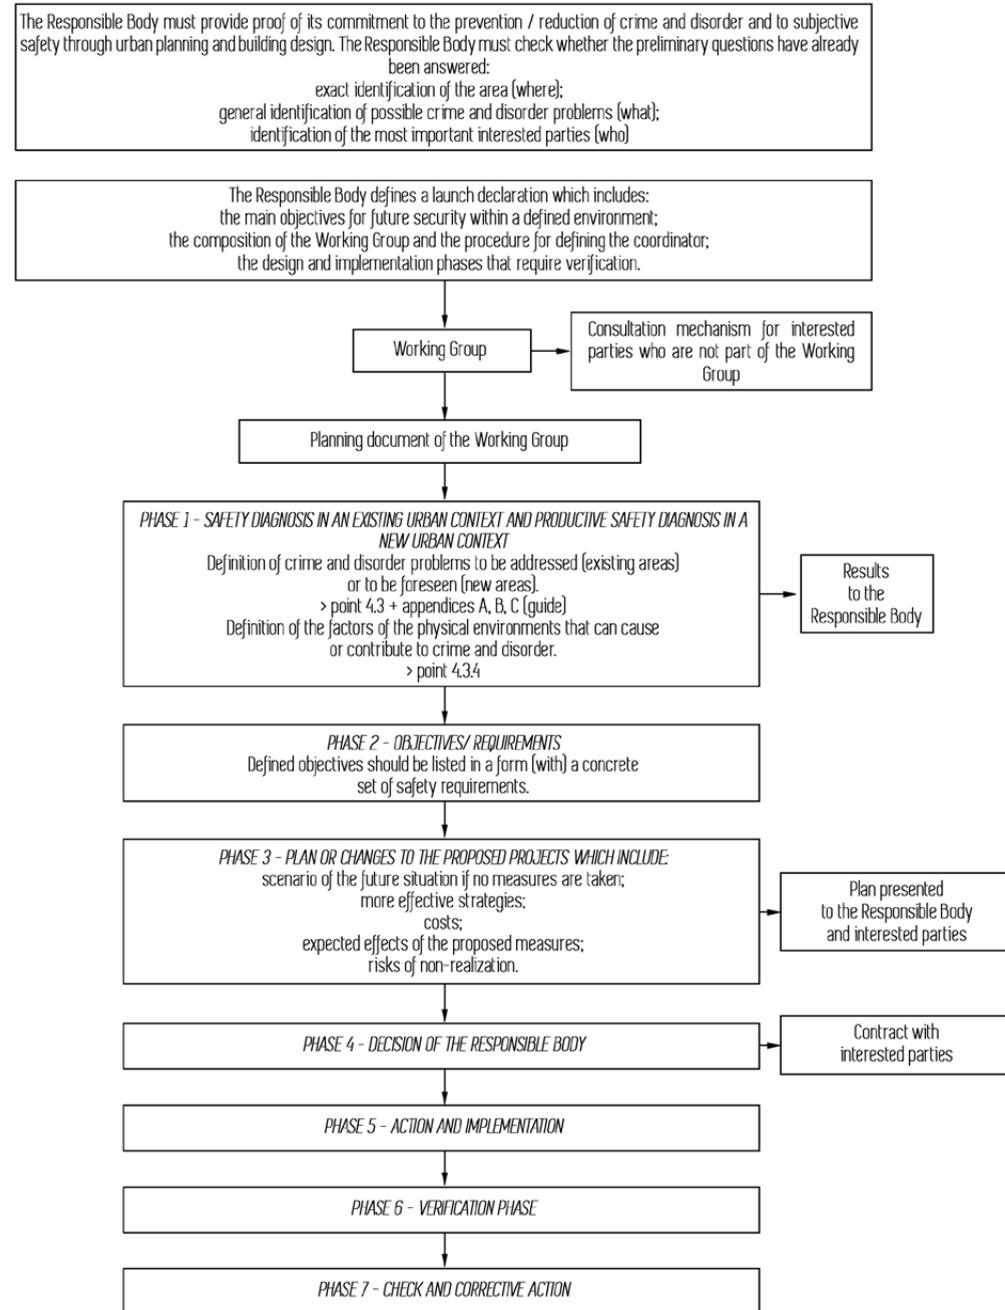 The Responsible Body must provide proof of its commitment to the prevention / reduction of crime and disorder and to subjective
safety through urban planning and building design. The Responsible Body must check whether the preliminary questions have already
been answered:
exact identification of the area (where);
general identification of possible crime and disorder problems (what);
identification of the most important interested parties (who)
The Responsible Body defines a launch declaration which includes:
the main objectives for future security within a defined environment;
the composition of the Working Group and the procedure for defining the coordinator;
the design and implementation phases that require verification.
Working Group
Consultation mechanism for interested
parties who are not part of the Working
Group
Planning document of the Working Group
PHASE 1 - SAFETY DIAGNOSIS IN AN EXISTING URBAN CONTEXT AND PRODUCTIVE SAFETY DIAGNOSIS IN A
NEW URBAN CONTEXT
Definition of crime and disorder problems to be addressed (existing areas)
or to be foreseen (new areas).
> point 4.3 + appendices A, B, C (guide)
Definition of the factors of the physical environments that can cause
or contribute to crime and disorder.
> point 4.3.4
Results
to the
Responsible Body
PHASE 2 - OBJECTIVES/ REQUIREMENTS
Defined objectives should be listed in a form (with) a concrete
set of safety requirements.
PHASE 3 - PLAN OR CHANGES TO THE PROPOSED PROJECTS WHICH INCLUDE:
scenario of the future situation if no measures are taken;
more effective strategies;
costs;
expected effects of the proposed measures;
risks of non-realization.
Plan presented
to the Responsible Body
and interested parties
PHASE 4 - DECISION OF THE RESPONSIBLE BODY
Contract with
interested parties
PHASE 5 - ACTION AND IMPLEMENTATION
PHASE 6 - VERIFICATION PHASE
PHASE 7 - CHECK AND CORRECTIVE ACTION